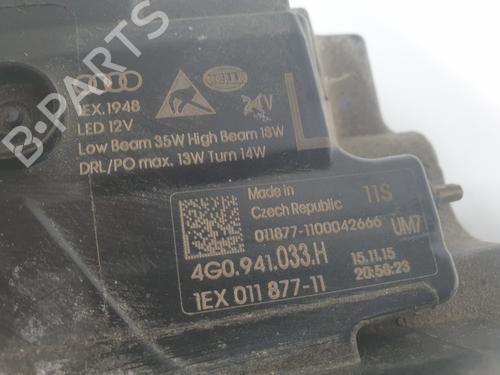 B-PARTS
HELLA
1EX.1948
24V
LED 12V
Low Beam 35W High Beam 18W
DRL/PO max. 13W Turn 14W
L
Made in
Czech Republic
11S
011877-1100042666
UM7
4G0.941.033.H
15.11.15
20:58:23
1EX 011 877-11